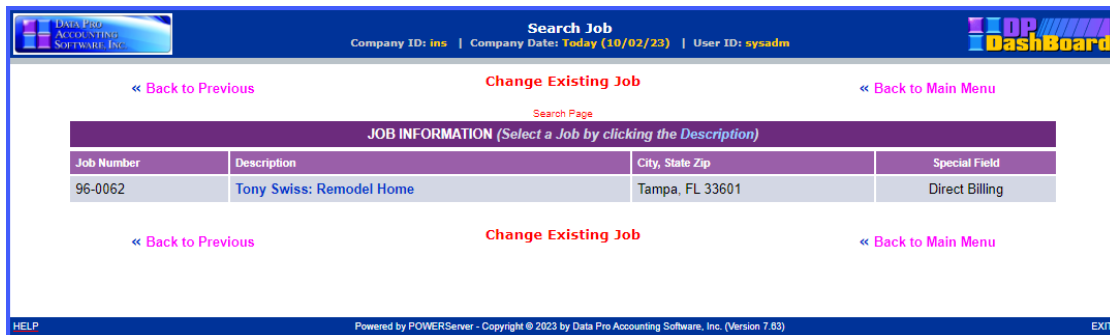 DATA PRO
ACCOUNTING
SOFTWARE, INC.
Search Job
Company ID: ins | Company Date: Today (10/02/23) | User ID: sysadm
DP
DashBoard
« Back to Previous
Change Existing Job
« Back to Main Menu
Search Page
JOB INFORMATION (Select a Job by clicking the Description)
Job Number Description City, State Zip Special Field
96-0062 Tony Swiss: Remodel Home Tampa, FL 33601 Direct Billing
« Back to Previous
Change Existing Job
« Back to Main Menu
HELP Powered by POWERServer - Copyright © 2023 by Data Pro Accounting Software, Inc. (Version 7.63) EXIT